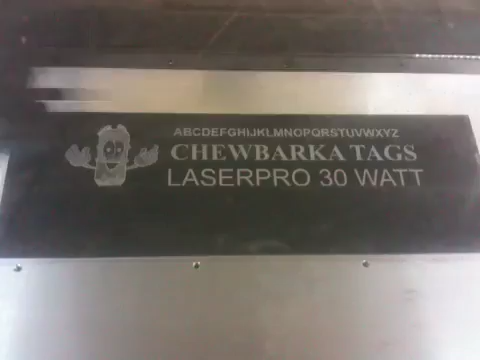 ABCDEFGHIJKLMNOPQRSTUVWXYZ
CHEWBARKA TAGS
LASERPRO 30 WATT